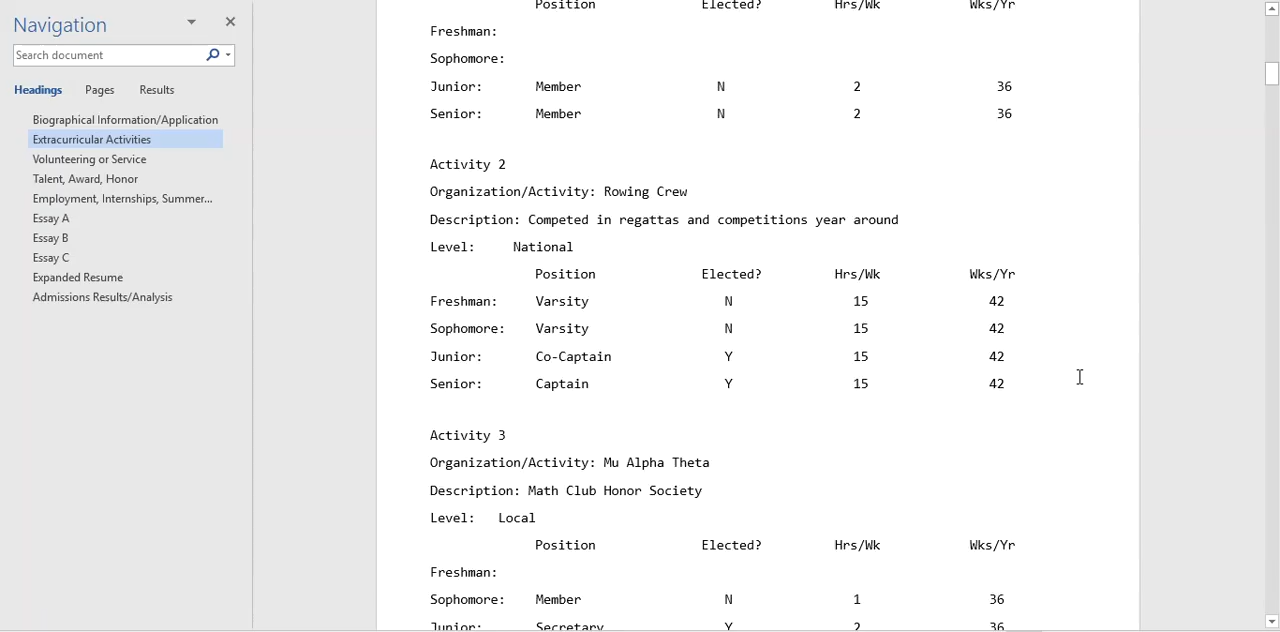 Navigation
Search document
Headings Pages Results
Biographical Information/Application
Extracurricular Activities
Volunteering or Service
Talent, Award, Honor
Employment, Internships, Summer...
Essay A
Essay B
Essay C
Expanded Resume
Admissions Results/Analysis
Position Elected? Hrs/Wk Wks/Yr
Freshman:
Sophomore:
Junior: Member N 2 36
Senior: Member N 2 36
Activity 2
Organization/Activity: Rowing Crew
Description: Competed in regattas and competitions year around
Level: National
Position Elected? Hrs/Wk Wks/Yr
Freshman: Varsity N 15 42
Sophomore: Varsity N 15 42
Junior: Co-Captain Y 15 42
Senior: Captain Y 15 42
Activity 3
Organization/Activity: Mu Alpha Theta
Description: Math Club Honor Society
Level: Local
Position Elected? Hrs/Wk Wks/Yr
Freshman:
Sophomore: Member N 1 36
Junior: Secretary Y 2 36